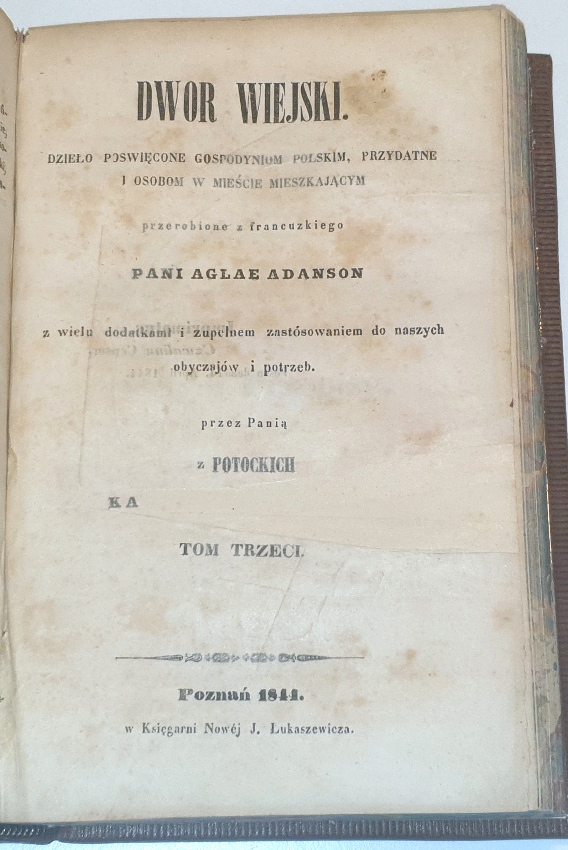 DWOR WIEJSKI.
DZIEŁO POSWIĘCONE GOSPODYNIOM POLSKIM, PRZYDATNE
I OSOBOM W MIEŚCIE MIESZKAJĄCYM
przerobione z francuzkiego
PANI AGLAE ADANSON
z wielu dodatkami i zupełnem zastósowaniem do naszych
obyczajów i potrzeb.
przez Panią
z POTOCKICH
K A
TOM TRZECI.
Poznań 1844.
w Księgarni Nowéj J. Łukaszewicza.